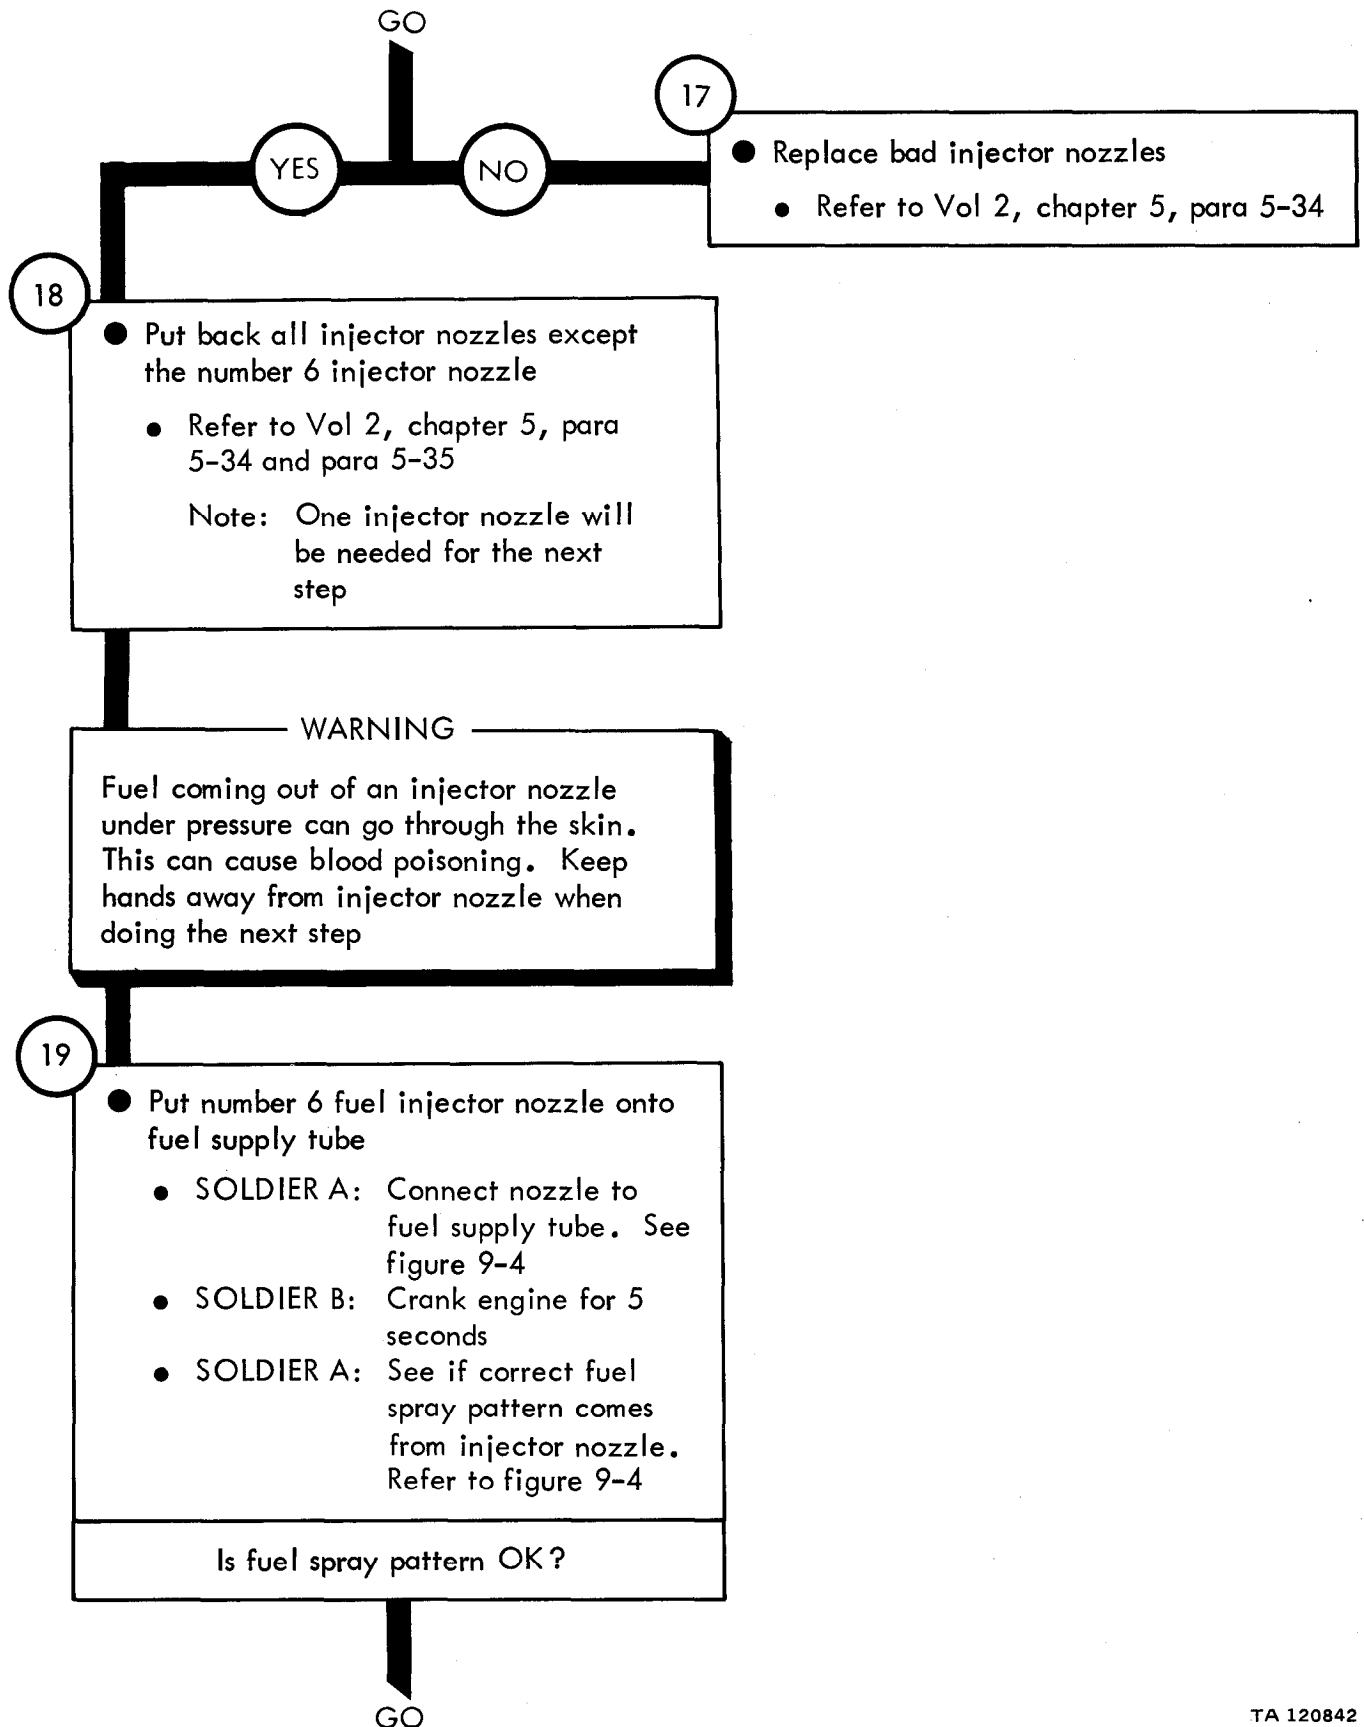 GO
YES
NO
17
● Replace bad injector nozzles
● Refer to Vol 2, chapter 5, para 5-34
18
● Put back all injector nozzles except
the number 6 injector nozzle
● Refer to Vol 2, chapter 5, para
5-34 and para 5-35
Note: One injector nozzle will
be needed for the next
step
WARNING
Fuel coming out of an injector nozzle
under pressure can go through the skin.
This can cause blood poisoning. Keep
hands away from injector nozzle when
doing the next step
19
● Put number 6 fuel injector nozzle onto
fuel supply tube
● SOLDIER A: Connect nozzle to
fuel supply tube. See
figure 9-4
● SOLDIER B: Crank engine for 5
seconds
● SOLDIER A: See if correct fuel
spray pattern comes
from injector nozzle.
Refer to figure 9-4
Is fuel spray pattern OK?
GO
TA 120842